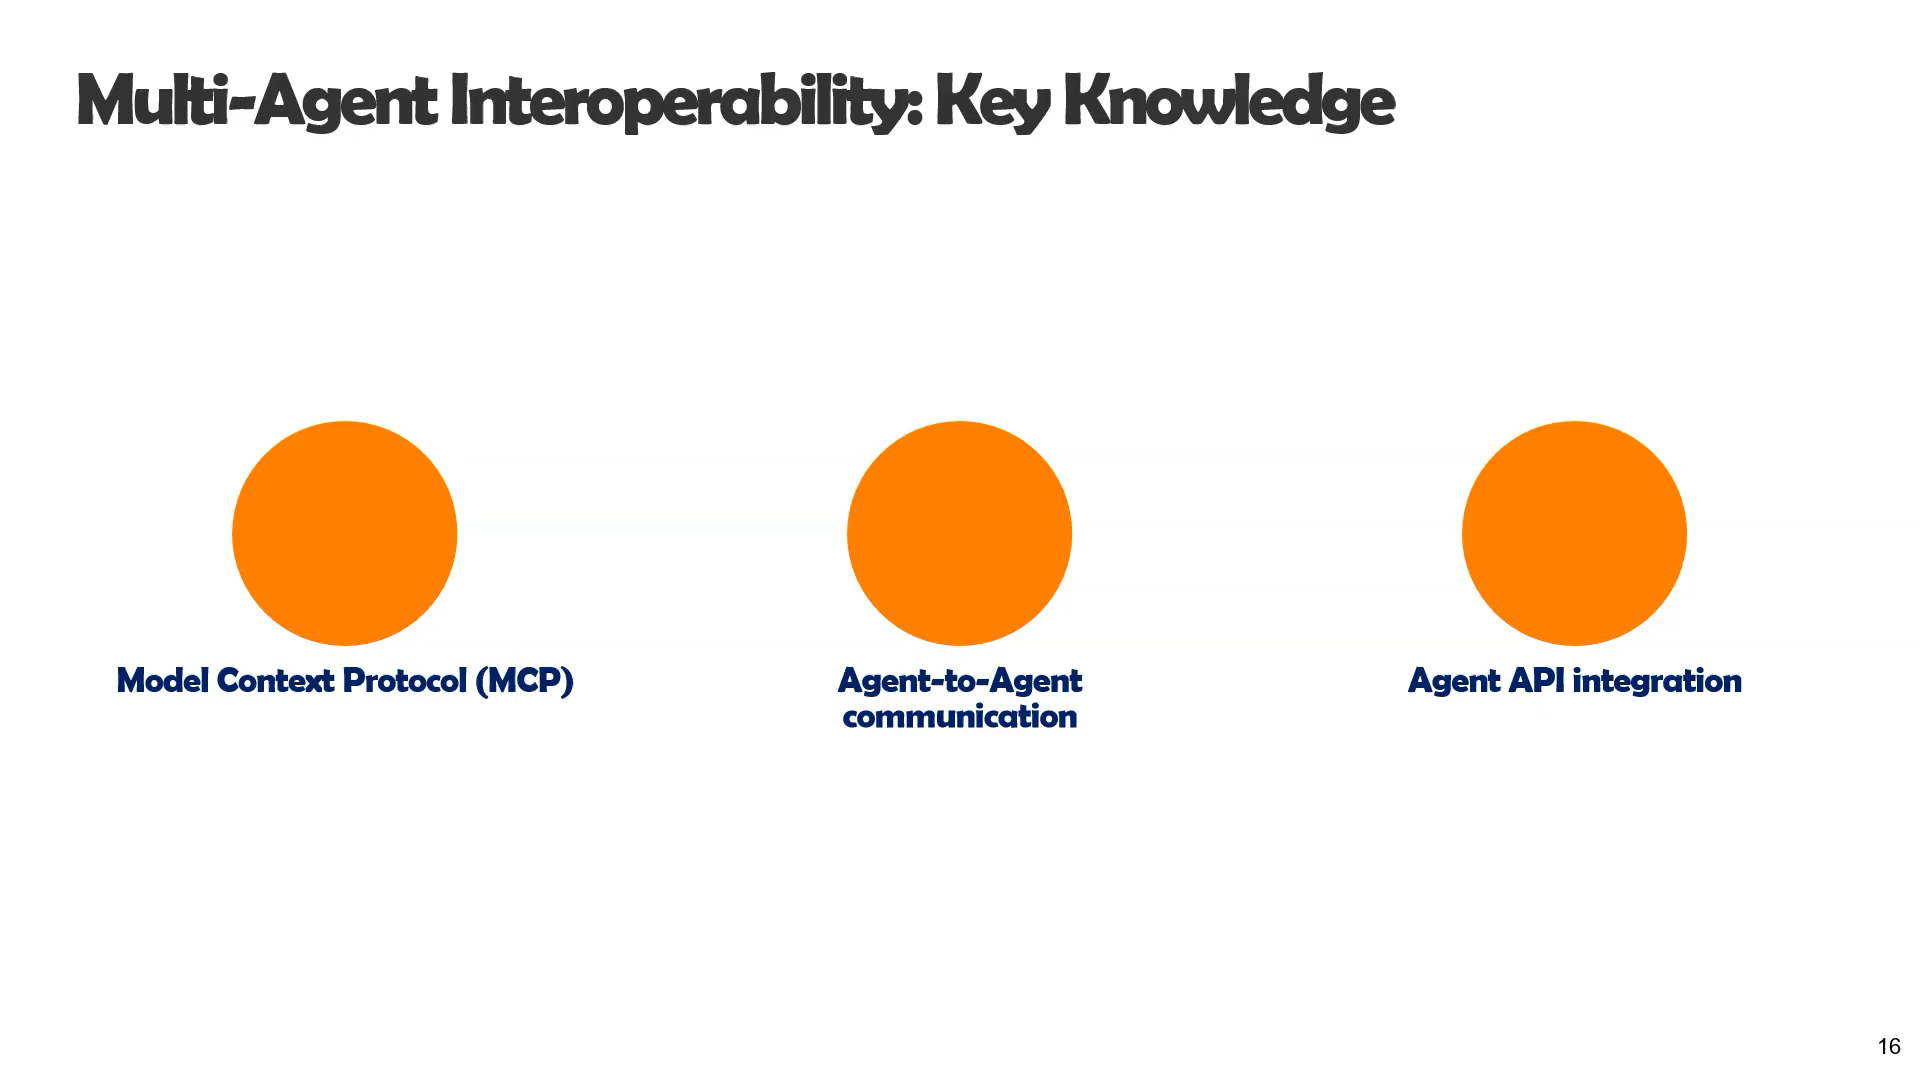 Multi-Agent Interoperability: Key Knowledge
Model Context Protocol (MCP)
Agent-to-Agent
communication
Agent API integration
16